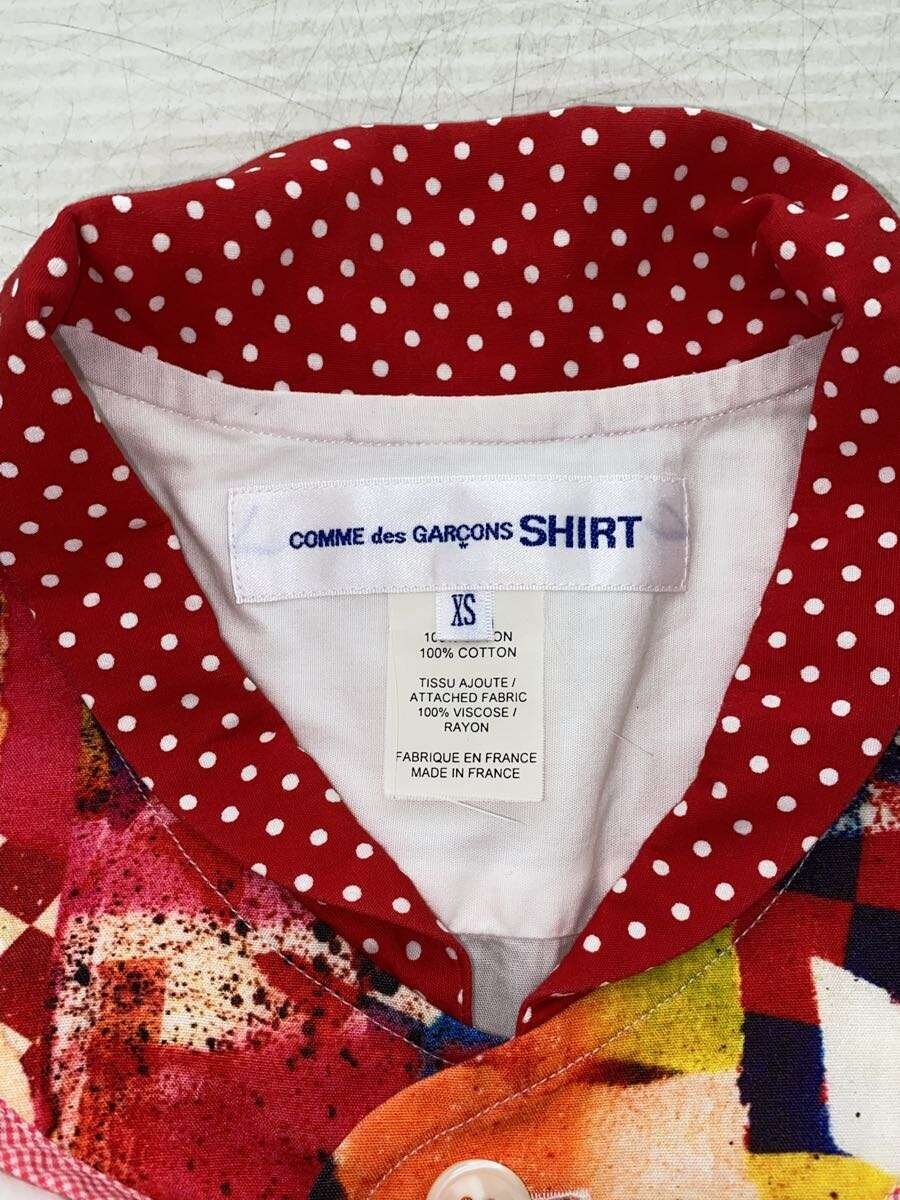 COMME des GARÇONS SHIRT
XS
100% COTTON
TISSU AJOUTE /
ATTACHED FABRIC
100% VISCOSE /
RAYON
FABRIQUE EN FRANCE
MADE IN FRANCE